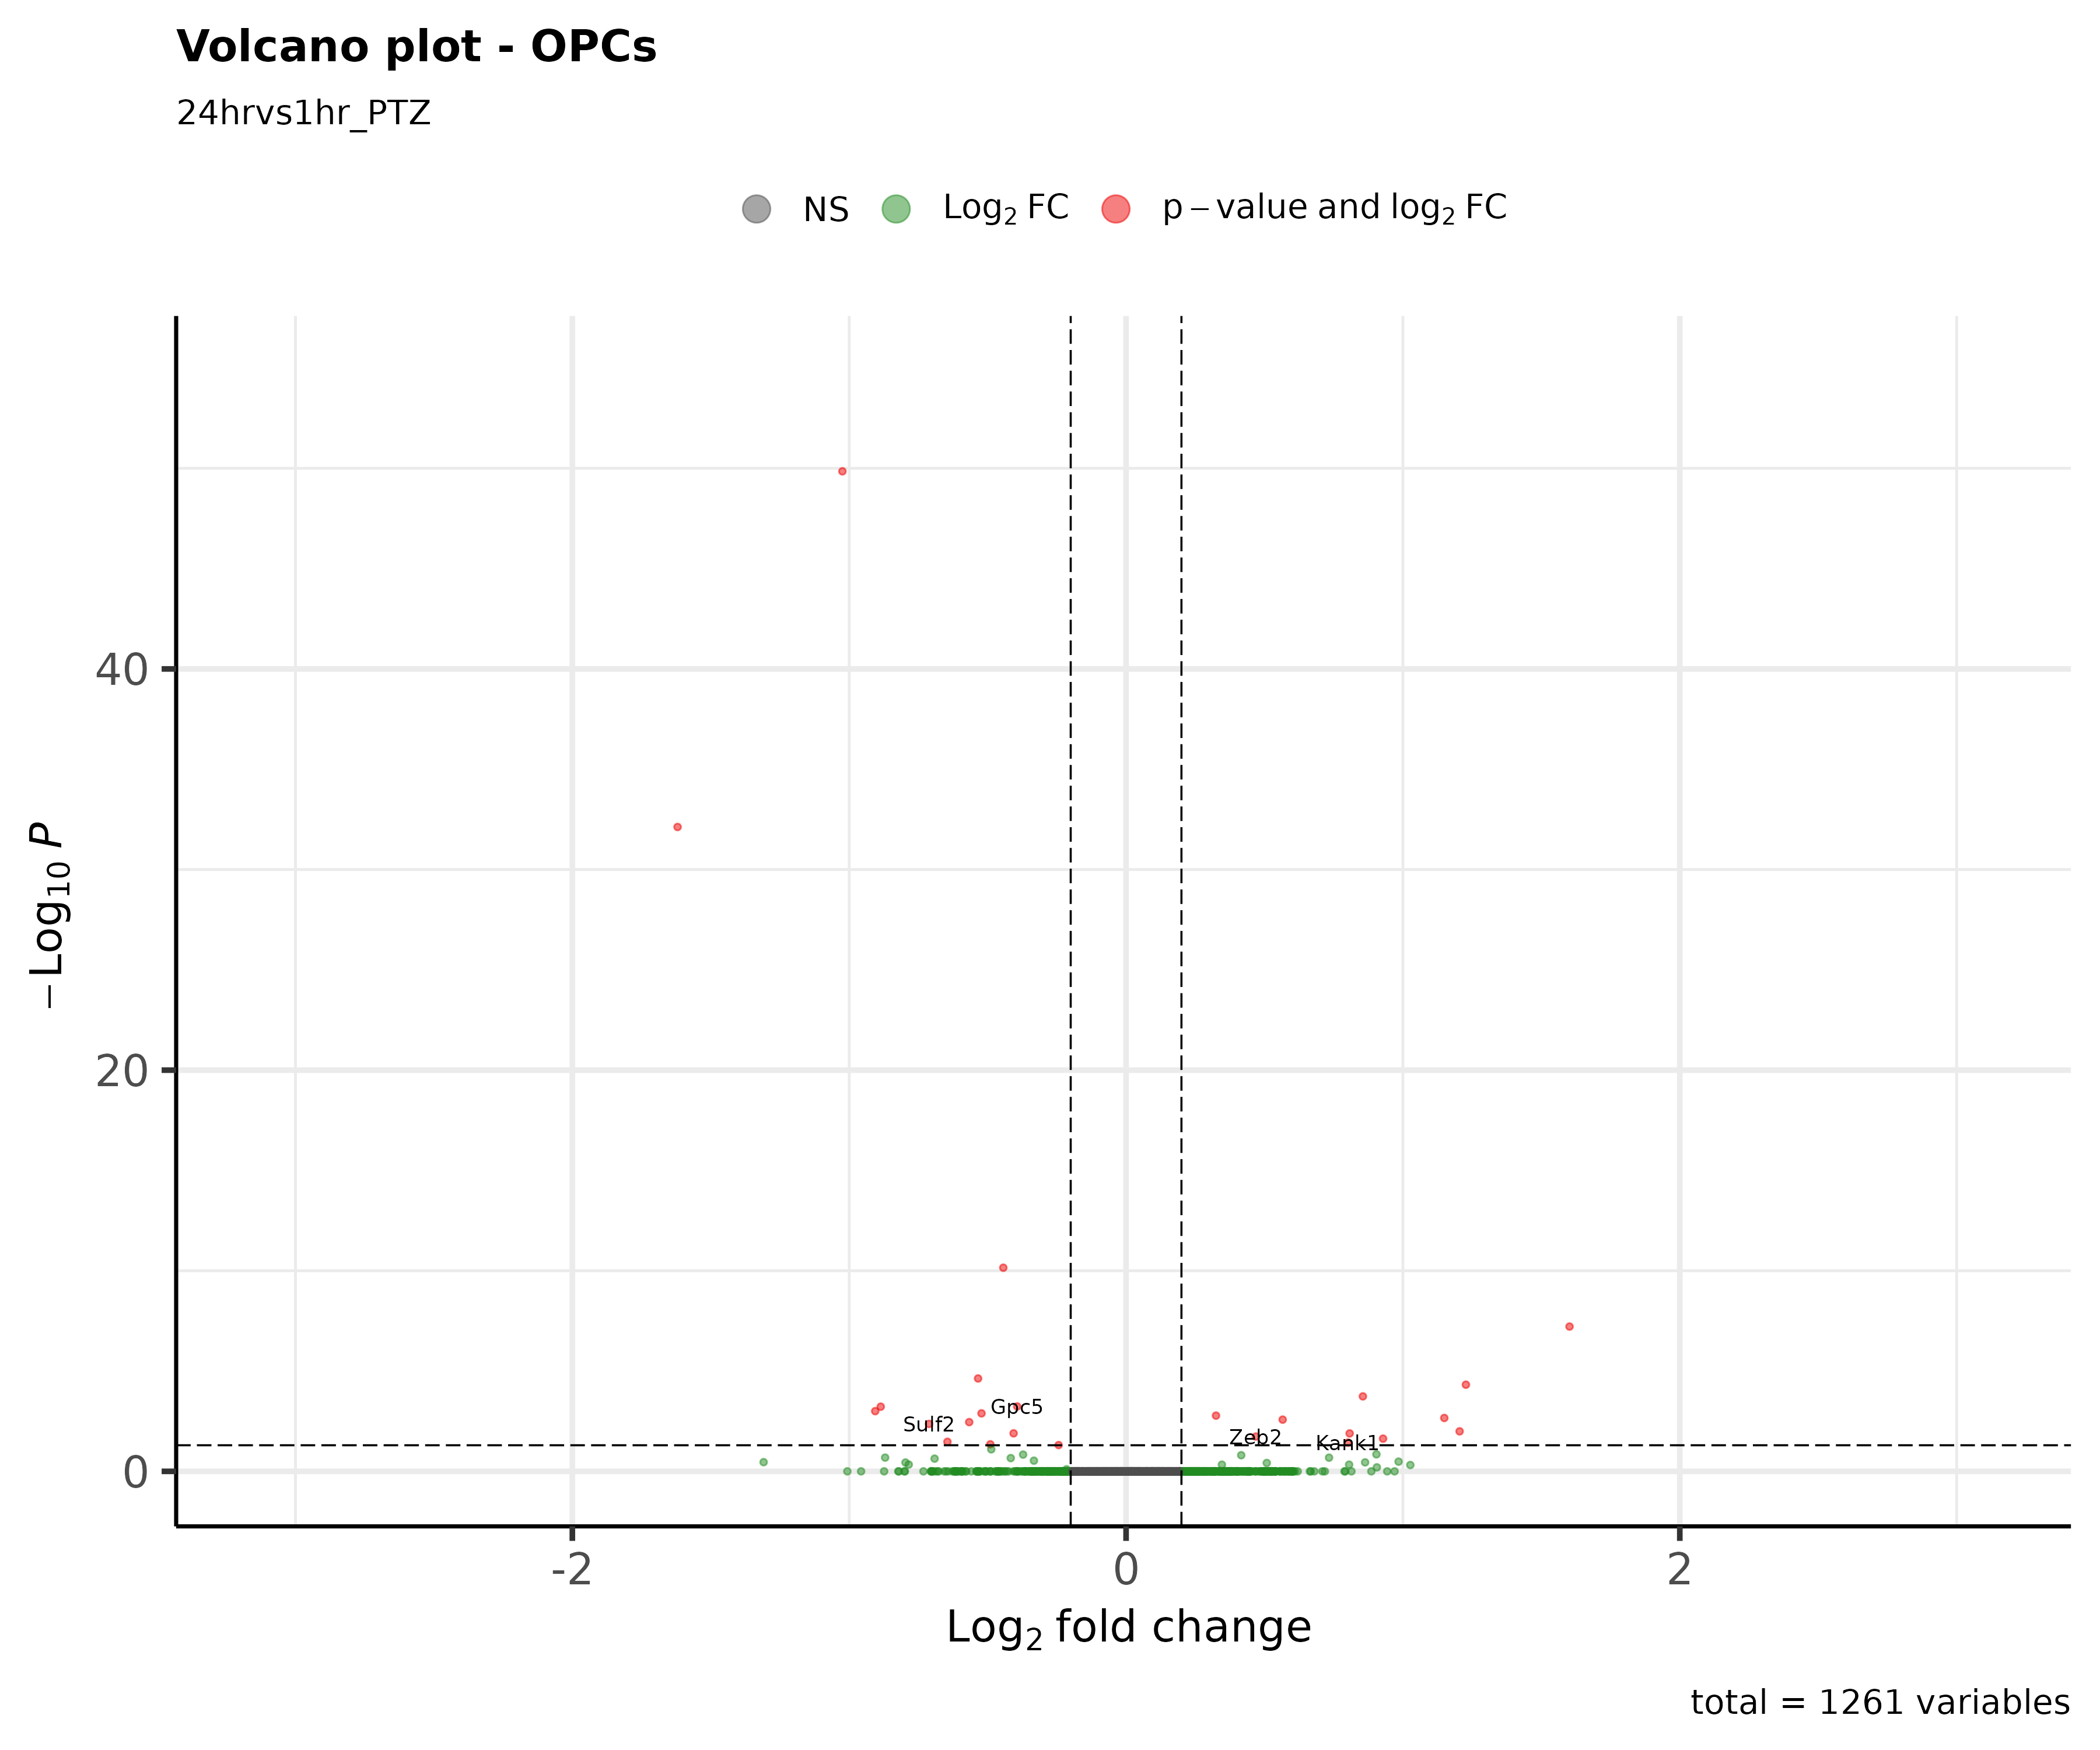 Volcano plot - OPCs
24hrvs1hr_PTZ
NS Log2 FC p−value and log2 FC
−Log10 P
40
20
0
Gpc5
Sulf2
Zeb2
Kank1
-2 0 2
Log2 fold change
total = 1261 variables